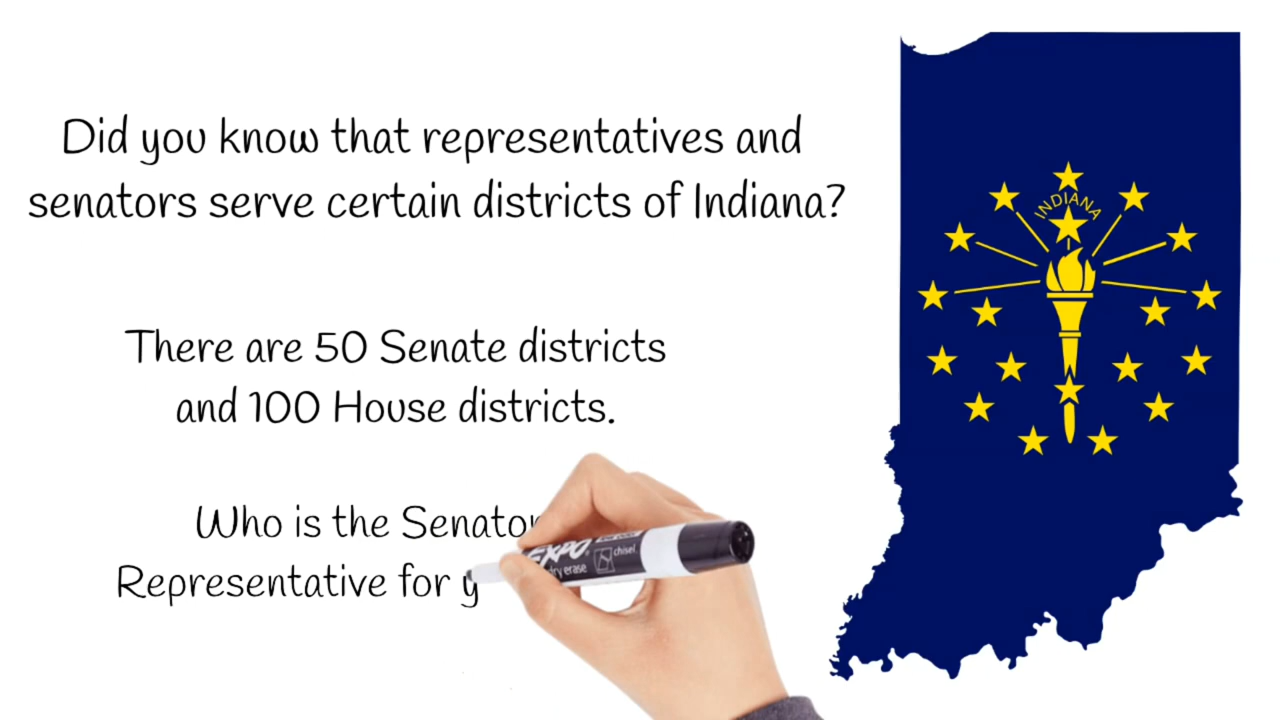 Did you know that representatives and
senators serve certain districts of Indiana?
There are 50 Senate districts
and 100 House districts.
Who is the Senator
Representative for y
INDIANA
EXPO
dry erase
chisel